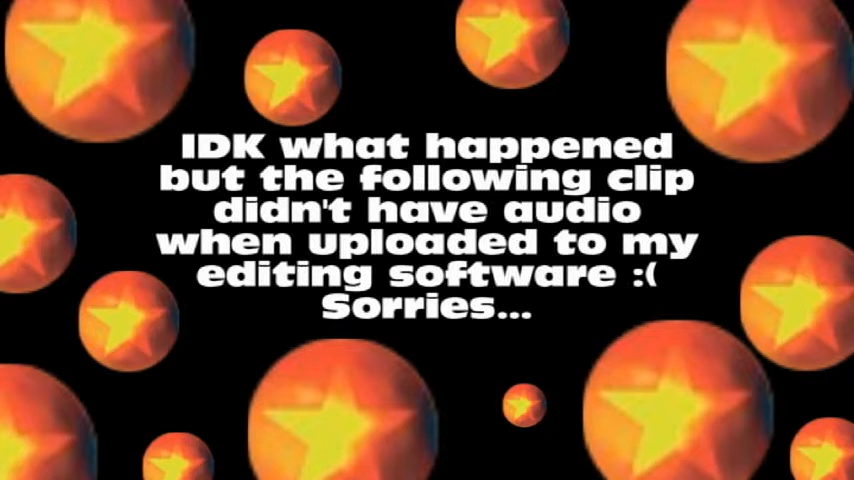 IDK what happened
but the following clip
didn't have audio
when uploaded to my
editing software :(
Sorries...